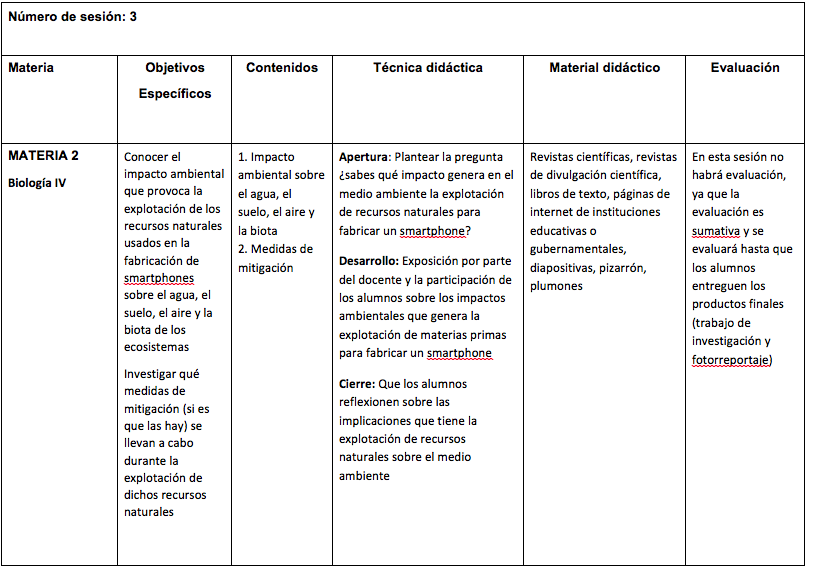 Número de sesión: 3
Materia
Objetivos
Específicos
Contenidos
Técnica didáctica
Material didáctico
Evaluación
MATERIA 2
Biología IV
Conocer el
impacto ambiental
que provoca la
explotación de los
recursos naturales
usados en la
fabricación de
smartphones
sobre el agua, el
suelo, el aire y la
biota de los
ecosistemas
Investigar qué
medidas de
mitigación (si es
que las hay) se
llevan a cabo
durante la
explotación de
dichos recursos
naturales
1. Impacto
ambiental sobre
el agua, el
suelo, el aire y
la biota
2. Medidas de
mitigación
Apertura: Plantear la pregunta
¿sabes qué impacto genera en el
medio ambiente la explotación
de recursos naturales para
fabricar un smartphone?
Desarrollo: Exposición por parte
del docente y la participación de
los alumnos sobre los impactos
ambientales que genera la
explotación de materias primas
para fabricar un smartphone
Cierre: Que los alumnos
reflexionen sobre las
implicaciones que tiene la
explotación de recursos
naturales sobre el medio
ambiente
Revistas científicas, revistas
de divulgación científica,
libros de texto, páginas de
internet de instituciones
educativas o
gubernamentales,
diapositivas, pizarrón,
plumones
En esta sesión no
habrá evaluación,
ya que la
evaluación es
sumativa y se
evaluará hasta que
los alumnos
entreguen los
productos finales
(trabajo de
investigación y
fotorreportaje)